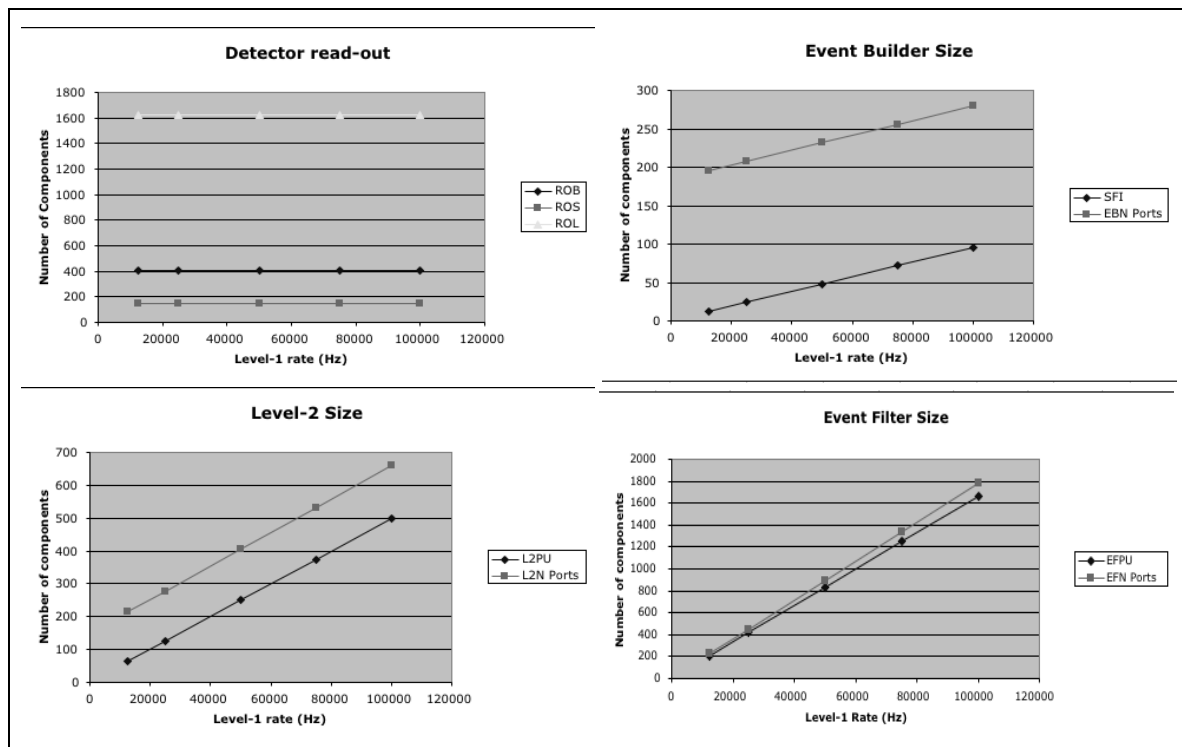 Detector read-out
Number of Components
1800
1600
1400
1200
1000
800
600
400
200
0
0 20000 40000 60000 80000 100000 120000
Level-1 rate (Hz)
ROB
ROS
ROL
Event Builder Size
Number of components
300
250
200
150
100
50
0
0 20000 40000 60000 80000 100000 120000
Level-1 rate (Hz)
SFI
EBN Ports
Level-2 Size
Number of components
700
600
500
400
300
200
100
0
0 20000 40000 60000 80000 100000 120000
Level-1 rate (Hz)
L2PU
L2N Ports
Event Filter Size
Number of components
2000
1800
1600
1400
1200
1000
800
600
400
200
0
0 20000 40000 60000 80000 100000 120000
Level-1 Rate (Hz)
EFPU
EFN Ports